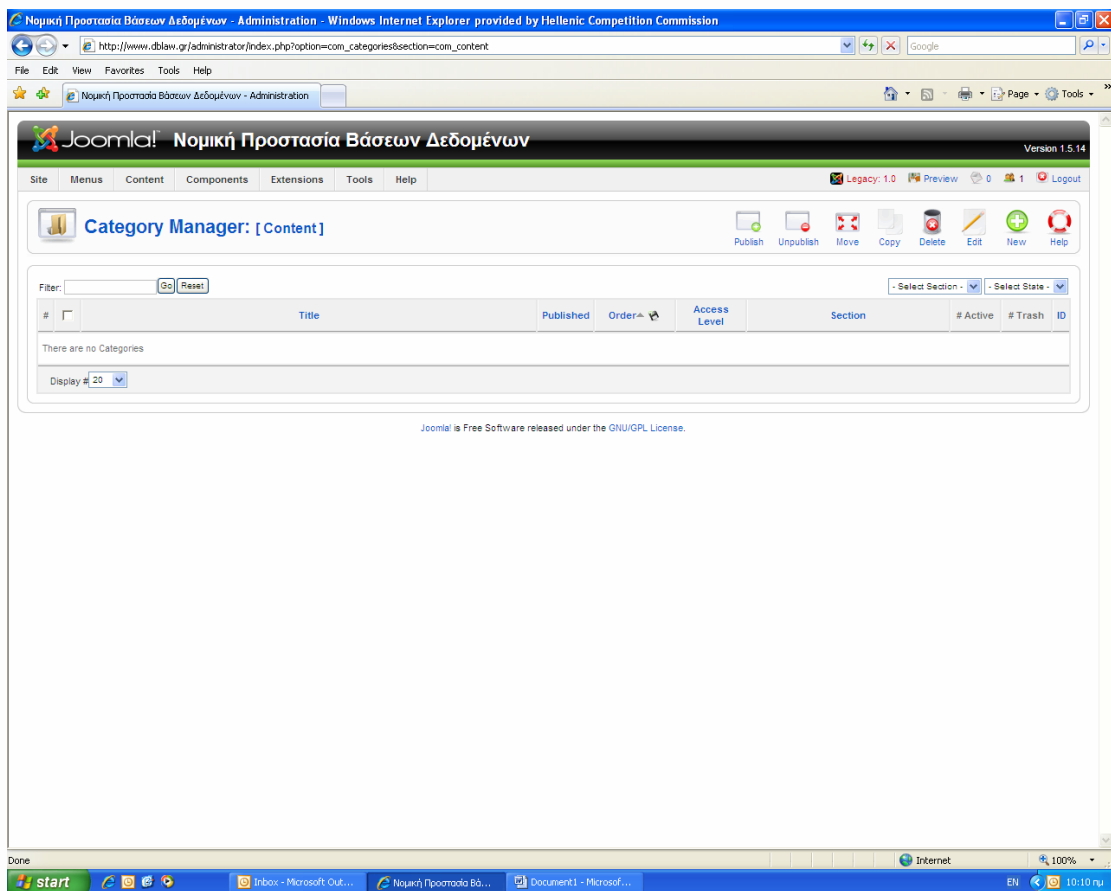 Νομική Προστασία Βάσεων Δεδομένων - Administration - Windows Internet Explorer provided by Hellenic Competition Commission
http://www.dblaw.gr/administrator/index.php?option=com_categories&section=com_content
Google
File Edit View Favorites Tools Help
Νομική Προστασία Βάσεων Δεδομένων - Administration
Page Tools
Joomla! Νομική Προστασία Βάσεων Δεδομένων
Version 1.5.14
Site Menus Content Components Extensions Tools Help
Legacy: 1.0 Preview 0 1 Logout
Category Manager: [ Content ]
Publish Unpublish Move Copy Delete Edit New Help
Filter: Go Reset - Select Section - - Select State -
# Title Published Order Access Level Section # Active # Trash ID
There are no Categories
Display # 20
Joomla! is Free Software released under the GNU/GPL License.
Done Internet 100%
start Inbox - Microsoft Out... Νομική Προστασία Βά... Document1 - Microsof... EN 10:10 πμ